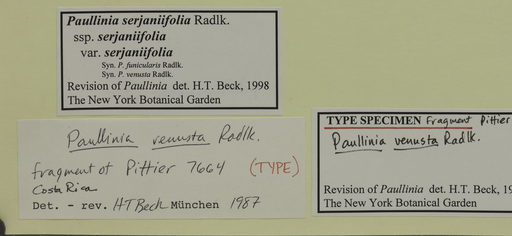 Paullinia serjaniifolia Radlk.
ssp. serjaniifolia
var. serjaniifolia
Syn. P. funicularis Radlk.
Syn. P. venusta Radlk.
Revision of Paullinia det. H.T. Beck, 1998
The New York Botanical Garden
Paullinia venusta Radlk.
fragment of Pittier 7664 (TYPE)
Costa Rica
Det. - rev. HTBeck München 1987
TYPE SPECIMEN Fragment Pittier
Paullinia venusta Radlk.
Revision of Paullinia det. H.T. Beck, 19
The New York Botanical Garden